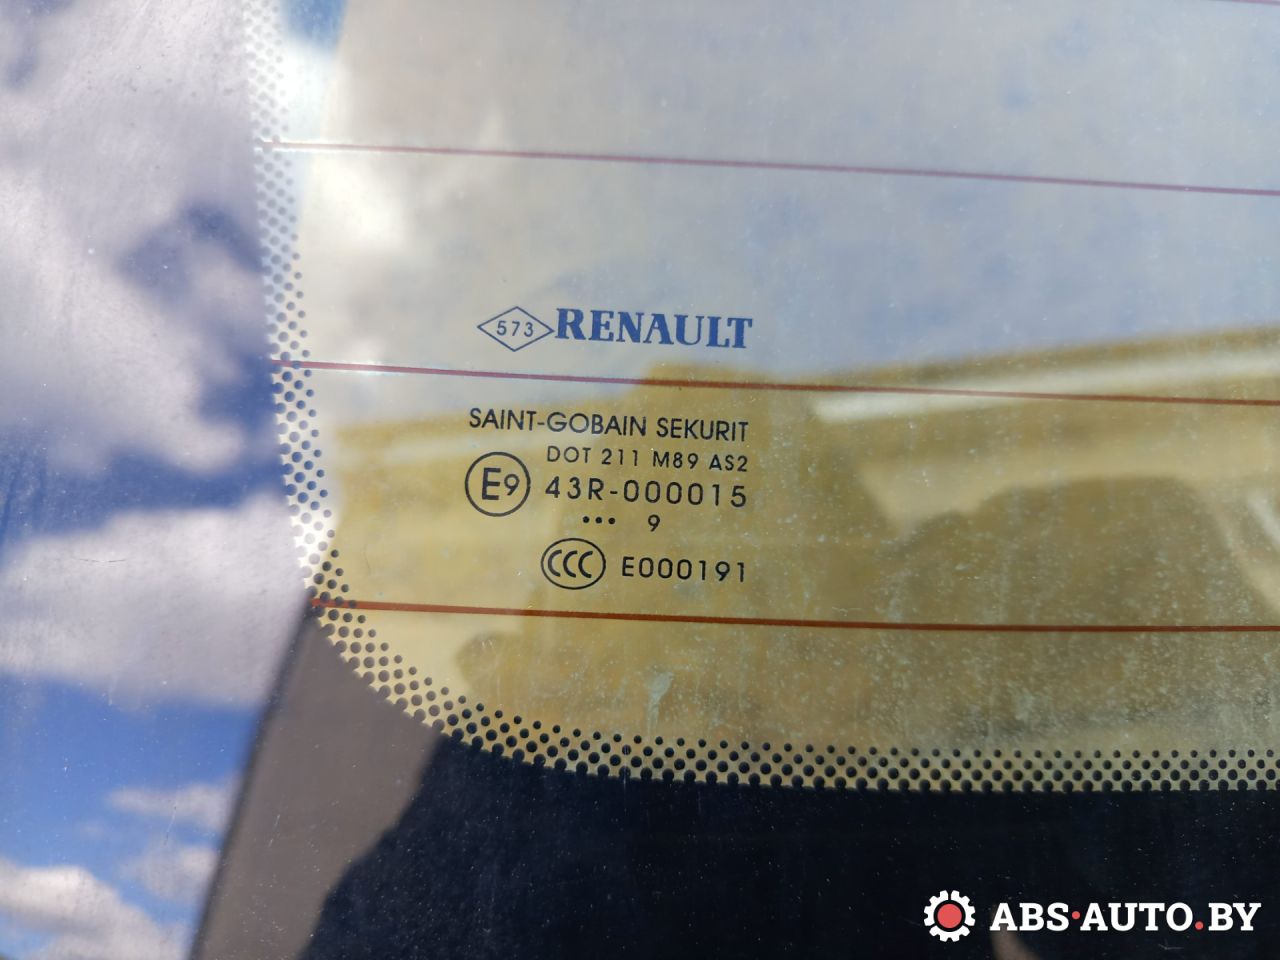 573 RENAULT
SAINT-GOBAIN SEKURIT
DOT 211 M89 AS2
E9 43R-000015
••• 9
CCC E000191
ABS·AUTO.BY